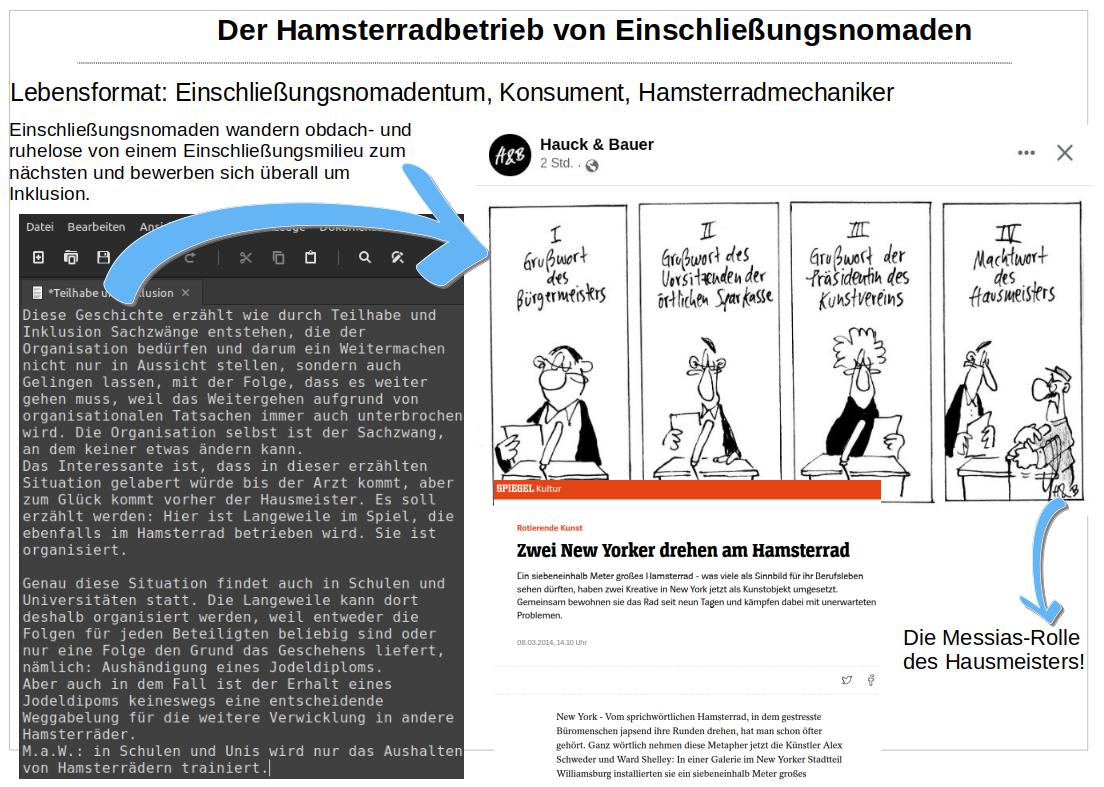 Der Hamsterradbetrieb von Einschließungsnomaden
Lebensformat: Einschließungsnomadentum, Konsument, Hamsterradmechaniker
Einschließungsnomaden wandern obdach- und
ruhelose von einem Einschließungsmilieu zum
nächsten und bewerben sich überall um
Inklusion.
Datei Bearbeiten
*Teilhabe
Diese Geschichte erzählt wie durch Teilhabe und
Inklusion Sachzwänge entstehen, die der
Organisation bedürfen und darum ein Weitermachen
nicht nur in Aussicht stellen, sondern auch
Gelingen lassen, mit der Folge, dass es weiter
gehen muss, weil das Weitergehen aufgrund von
organisationalen Tatsachen immer auch unterbrochen
wird. Die Organisation selbst ist der Sachzwang,
an dem keiner etwas ändern kann.
Das Interessante ist, dass in dieser erzählten
Situation gelabert würde bis der Arzt kommt, aber
zum Glück kommt vorher der Hausmeister. Es soll
erzählt werden: Hier ist Langeweile im Spiel, die
ebenfalls im Hamsterrad betrieben wird. Sie ist
organisiert.
Genau diese Situation findet auch in Schulen und
Universitäten statt. Die Langeweile kann dort
deshalb organisiert werden, weil entweder die
Folgen für jeden Beteiligten beliebig sind oder
nur eine Folge den Grund das Geschehens liefert,
nämlich: Aushändigung eines Jodeldiploms.
Aber auch in dem Fall ist der Erhalt eines
Jodeldipoms keineswegs eine entscheidende
Weggabelung für die weitere Verwicklung in andere
Hamsterräder.
M.a.W.: in Schulen und Unis wird nur das Aushalten
von Hamsterrädern trainiert.
A&B
Hauck & Bauer
2 Std. .
I
Grußwort
des
Bürgermeisters
II
Grußwort des
Vorsitzenden der
örtlichen Sparkasse
III
Grußwort der
Präsidentin des
Kunstvereins
IV
Machtwort
des
Hausmeisters
H&B
SPIEGEL Kultur
Rotierende Kunst
Zwei New Yorker drehen am Hamsterrad
Ein siebeneinhalb Meter großes Hamsterrad - was viele als Sinnbild für ihr Berufsleben
sehen dürften, haben zwei Kreative in New York jetzt als Kunstobjekt umgesetzt.
Gemeinsam bewohnen sie das Rad seit neun Tagen und kämpfen dabei mit unerwarteten
Problemen.
08.03.2014, 14.10 Uhr
New York - Vom sprichwörtlichen Hamsterrad, in dem gestresste
Büromenschen japsend ihre Runden drehen, hat man schon öfter
gehört. Ganz wörtlich nehmen diese Metapher jetzt die Künstler Alex
Schweder und Ward Shelley: In einer Galerie im New Yorker Stadtteil
Williamsburg installierten sie ein siebeneinhalb Meter großes
Die Messias-Rolle
des Hausmeisters!